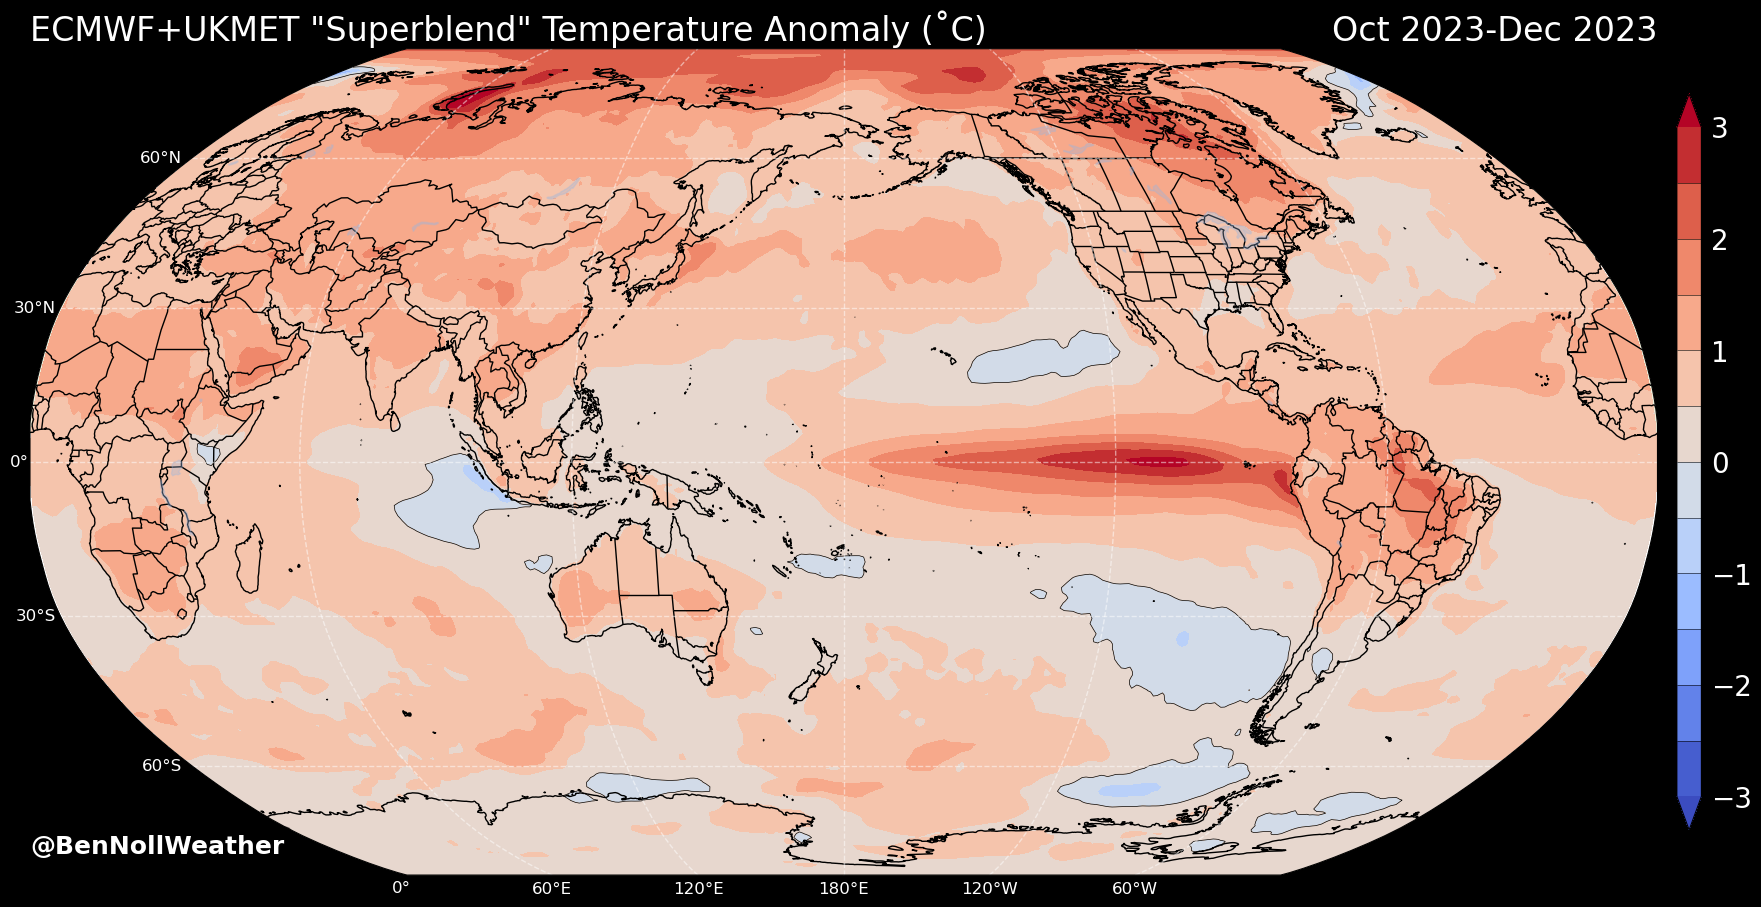 ECMWF+UKMET "Superblend" Temperature Anomaly (˚C)
Oct 2023-Dec 2023
60°N
30°N
0°
30°S
60°S
3
2
1
0
−1
−2
−3
@BenNollWeather
0°
60°E
120°E
180°E
120°W
60°W